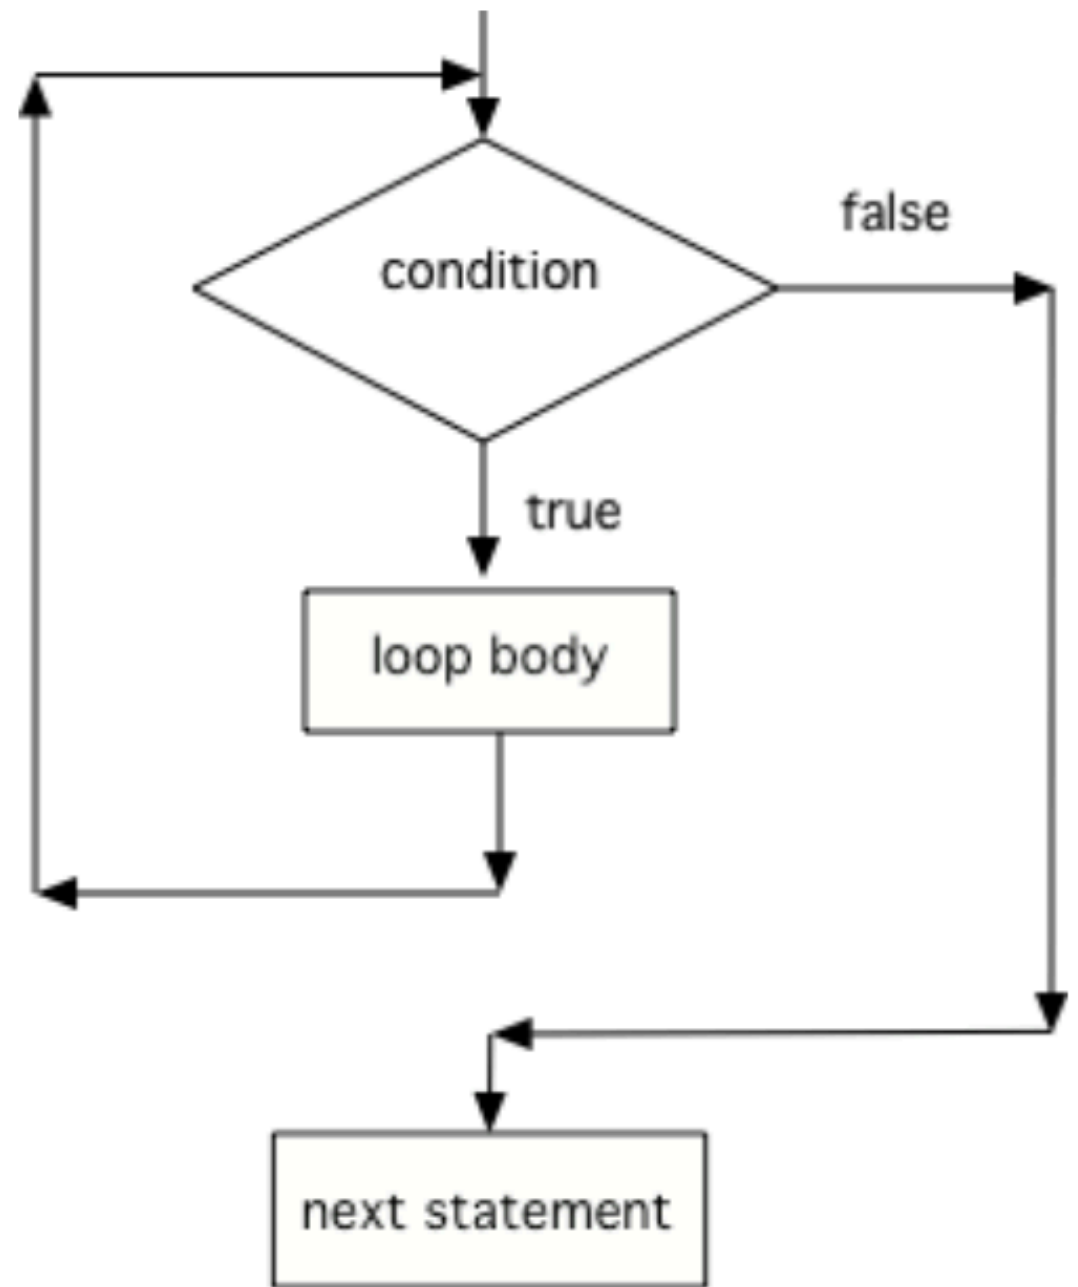 false
condition
true
loop body
next statement